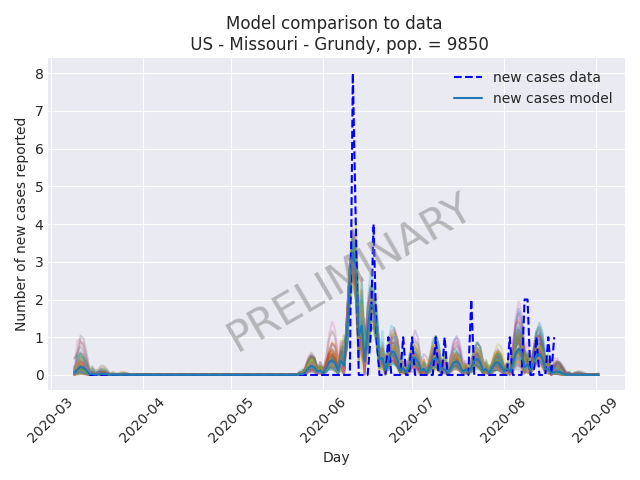 Model comparison to data
US - Missouri - Grundy, pop. = 9850
new cases data
new cases model
Number of new cases reported
8
7
6
5
4
3
2
1
0
PRELIMINARY
2020-03
2020-04
2020-05
2020-06
2020-07
2020-08
2020-09
Day